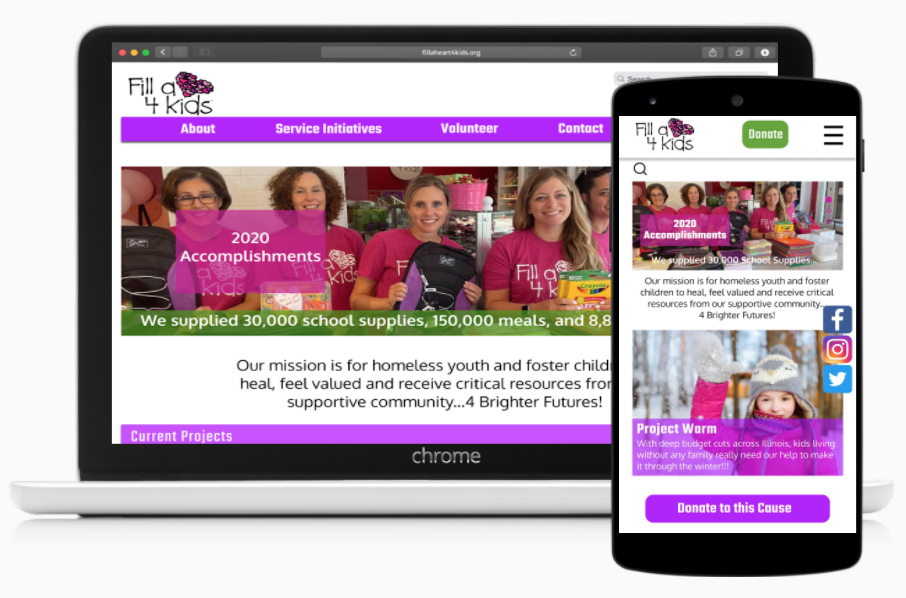 fillaheart4kids.org
Fill a
4 kids
Search
About Service Initiatives Volunteer Contact
2020
Accomplishments
We supplied 30,000 school supplies, 150,000 meals, and 8,8
Our mission is for homeless youth and foster child
heal, feel valued and receive critical resources fro
supportive community...4 Brighter Futures!
Current Projects
chrome
Fill a
4 kids
Donate
2020
Accomplishments
We supplied 30,000 School Supplies...
Our mission is for homeless youth and foster
children to heal, feel valued and receive critical
resources from our supportive community...
4 Brighter Futures!
Project Warm
With deep budget cuts across Illinois, kids living
without any family really need our help to make
it through the winter!!!
Donate to this Cause